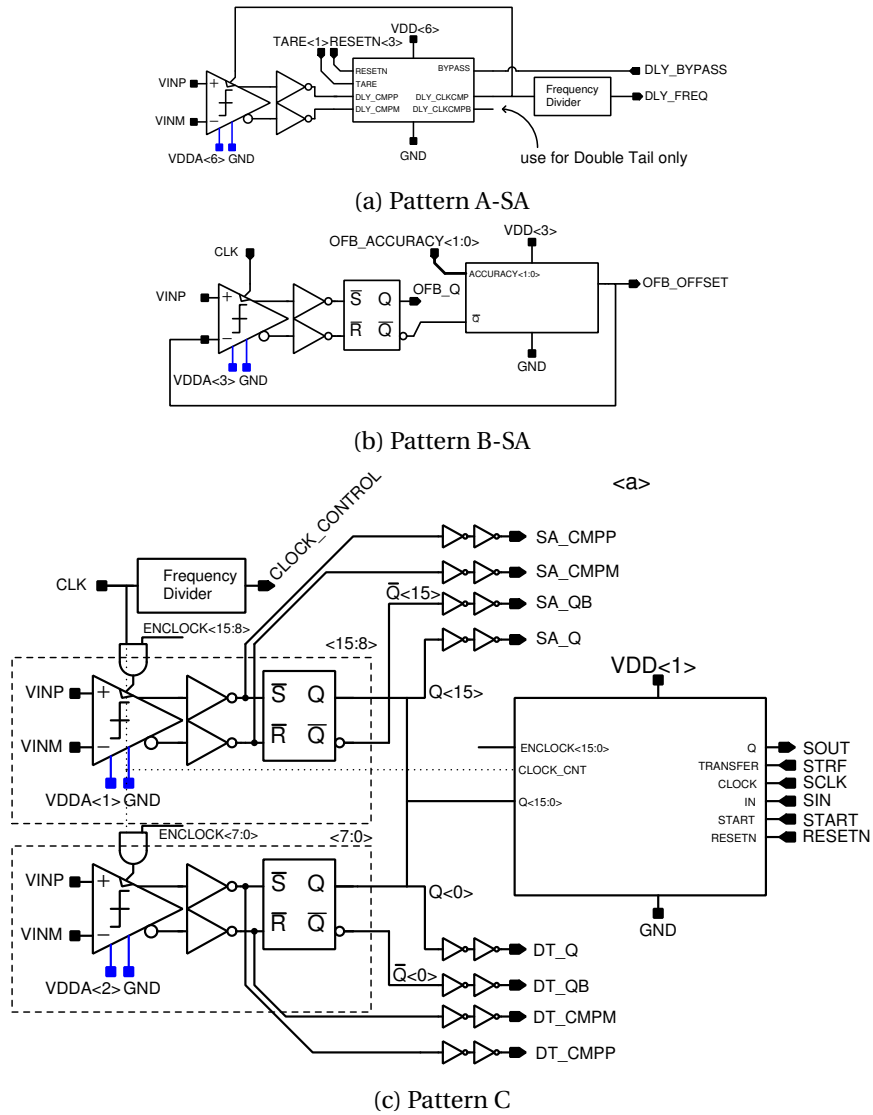 VDD<6>
TARE<1>RESETN<3>
RESETN
TARE
DLY_CMPP
DLY_CMPM
BYPASS
DLY_CLKCMP
DLY_CLKCMPB
DLY_BYPASS
Frequency
Divider
DLY_FREQ
VINP
VINM
+
−
VDDA<6> GND
GND
use for Double Tail only
(a) Pattern A-SA
CLK
OFB_ACCURACY<1:0>
VDD<3>
ACCURACY<1:0>
OFB_Q
OFB_OFFSET
VINP
+
−
S̅ Q
R̅ Q̅
Q̅
VDDA<3> GND
GND
(b) Pattern B-SA
<a>
CLOCK_CONTROL
CLK
Frequency
Divider
SA_CMPP
SA_CMPM
Q̅<15>
SA_QB
SA_Q
ENCLOCK<15:8>
<15:8>
VINP
+
VINM
−
S̅ Q
R̅ Q̅
Q<15>
VDDA<1> GND
VDD<1>
ENCLOCK<15:0>
CLOCK_CNT
Q<15:0>
Q
TRANSFER
CLOCK
IN
START
RESETN
SOUT
STRF
SCLK
SIN
START
RESETN
GND
ENCLOCK<7:0>
<7:0>
VINP
+
VINM
−
S̅ Q
R̅ Q̅
Q<0>
Q̅<0>
VDDA<2> GND
DT_Q
DT_QB
DT_CMPM
DT_CMPP
(c) Pattern C